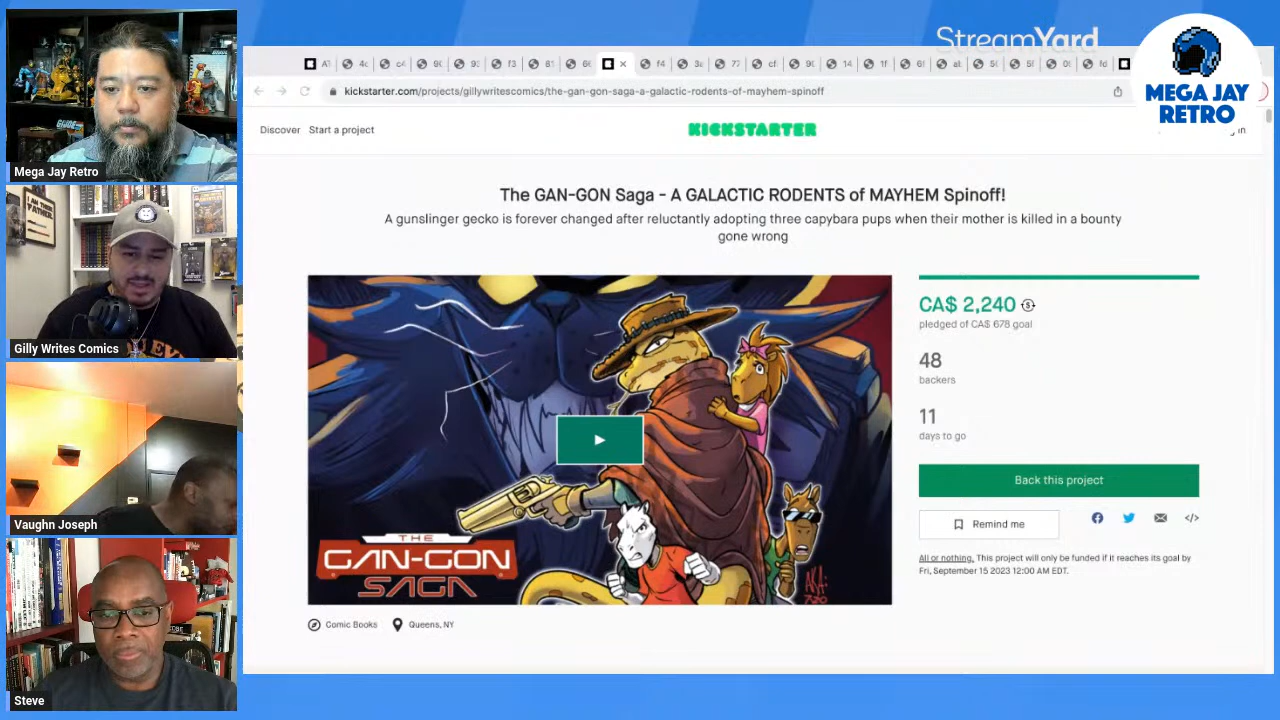 StreamYard
MEGA JAY
RETRO
kickstarter.com/projects/gillywritescomics/the-gan-gon-saga-a-galactic-rodents-of-mayhem-spinoff
Discover Start a project
KICKSTARTER
The GAN-GON Saga - A GALACTIC RODENTS of MAYHEM Spinoff!
A gunslinger gecko is forever changed after reluctantly adopting three capybara pups when their mother is killed in a bounty
gone wrong
CA$ 2,240
pledged of CA$ 678 goal
48
backers
11
days to go
Back this project
Remind me
All or nothing. This project will only be funded if it reaches its goal by
Fri, September 15 2023 12:00 AM EDT.
THE
GAN-GON
SAGA
Comic Books
Queens, NY
GI JOE
Mega Jay Retro
I AM THEIR
FATHER.
Gilly Writes Comics
Vaughn Joseph
Steve